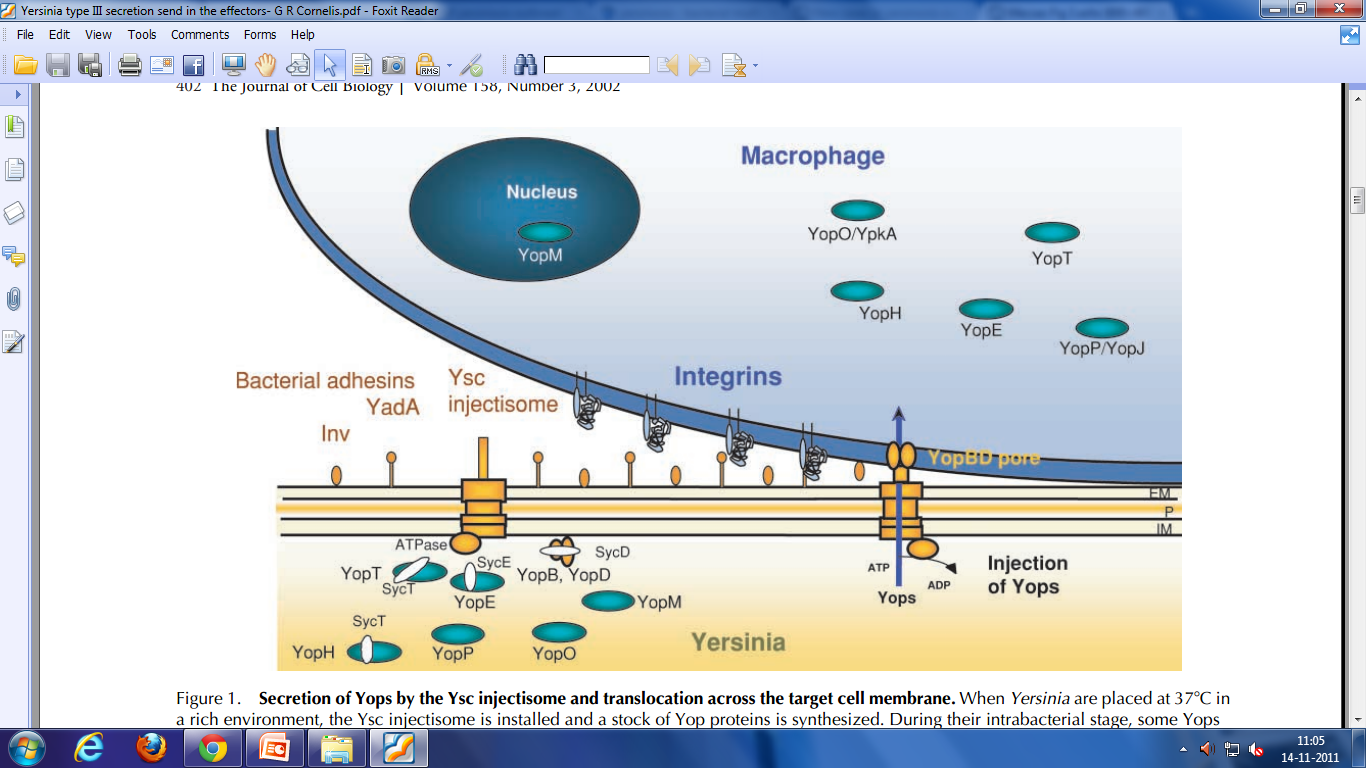 Yersinia type III secretion send in the effectors- G R Cornelis.pdf - Foxit Reader
File Edit View Tools Comments Forms Help
RMS
402 The Journal of Cell Biology | Volume 158, Number 3, 2002
Macrophage
Nucleus
YopM
YopO/YpkA
YopT
YopH
YopE
YopP/YopJ
Integrins
Bacterial adhesins
YadA
Inv
Ysc
injectisome
YopBD pore
EM
P
IM
ATPase
SycE
SycD
YopT
SycT
YopE
YopB, YopD
YopM
SycT
YopH
YopP
YopO
Yersinia
ATP
ADP
Yops
Injection
of Yops
Figure 1. Secretion of Yops by the Ysc injectisome and translocation across the target cell membrane. When Yersinia are placed at 37°C in
a rich environment, the Ysc injectisome is installed and a stock of Yop proteins is synthesized. During their intrabacterial stage, some Yops
11:05
14-11-2011